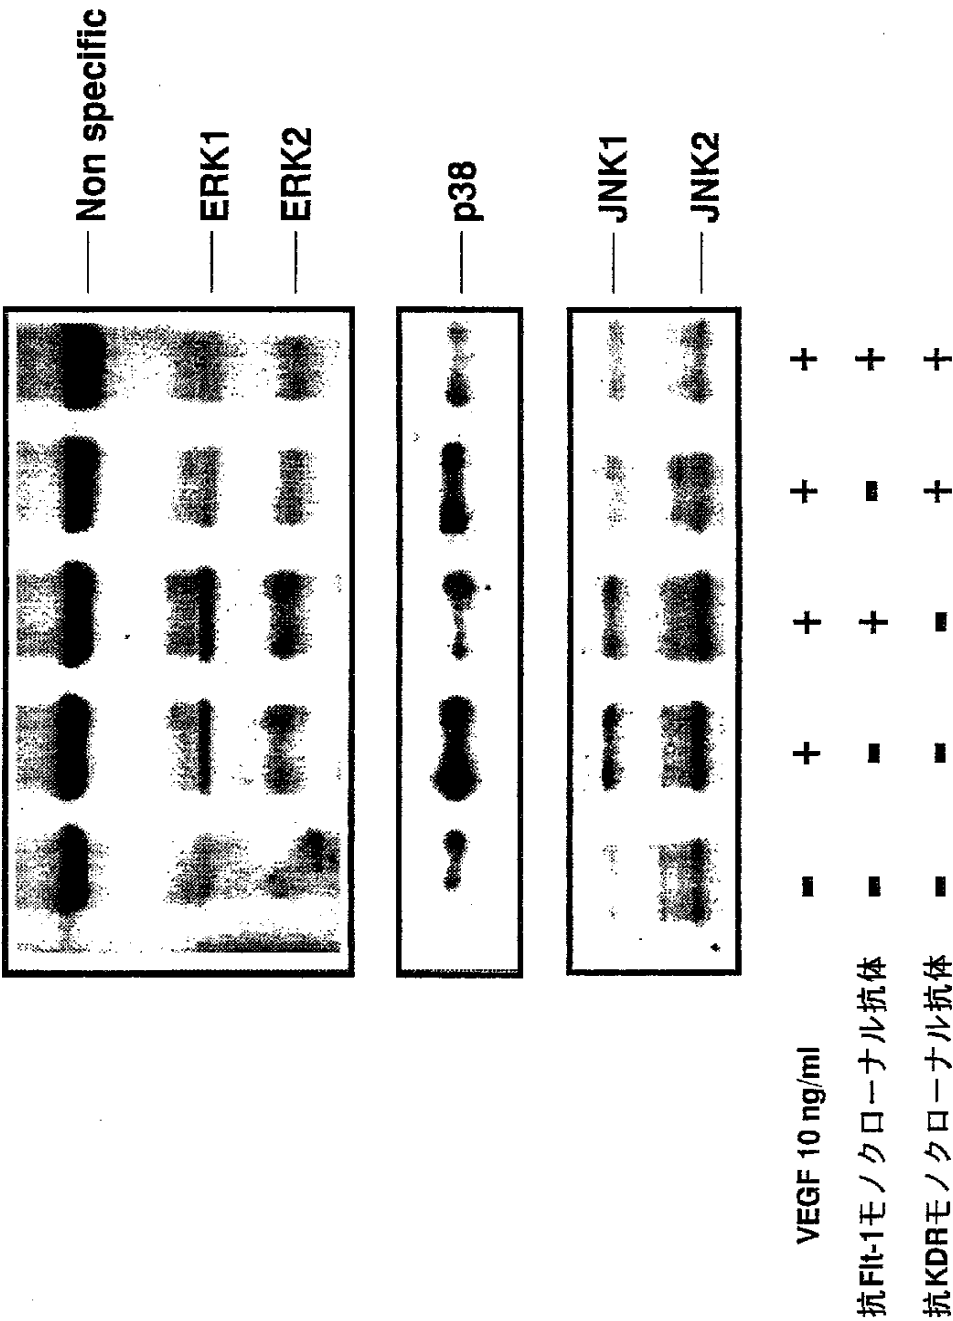 Non specific
ERK1
ERK2
p38
JNK1
JNK2
VEGF 10 ng/ml - + + + +
抗Flt-1モノクローナル抗体 - - + - +
抗KDRモノクローナル抗体 - - - + +